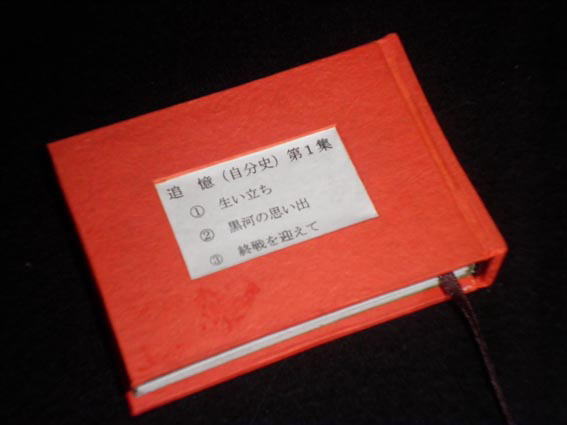 追　憶（自分史）第１集
①　生い立ち
②　黒河の思い出
③　終戦を迎えて